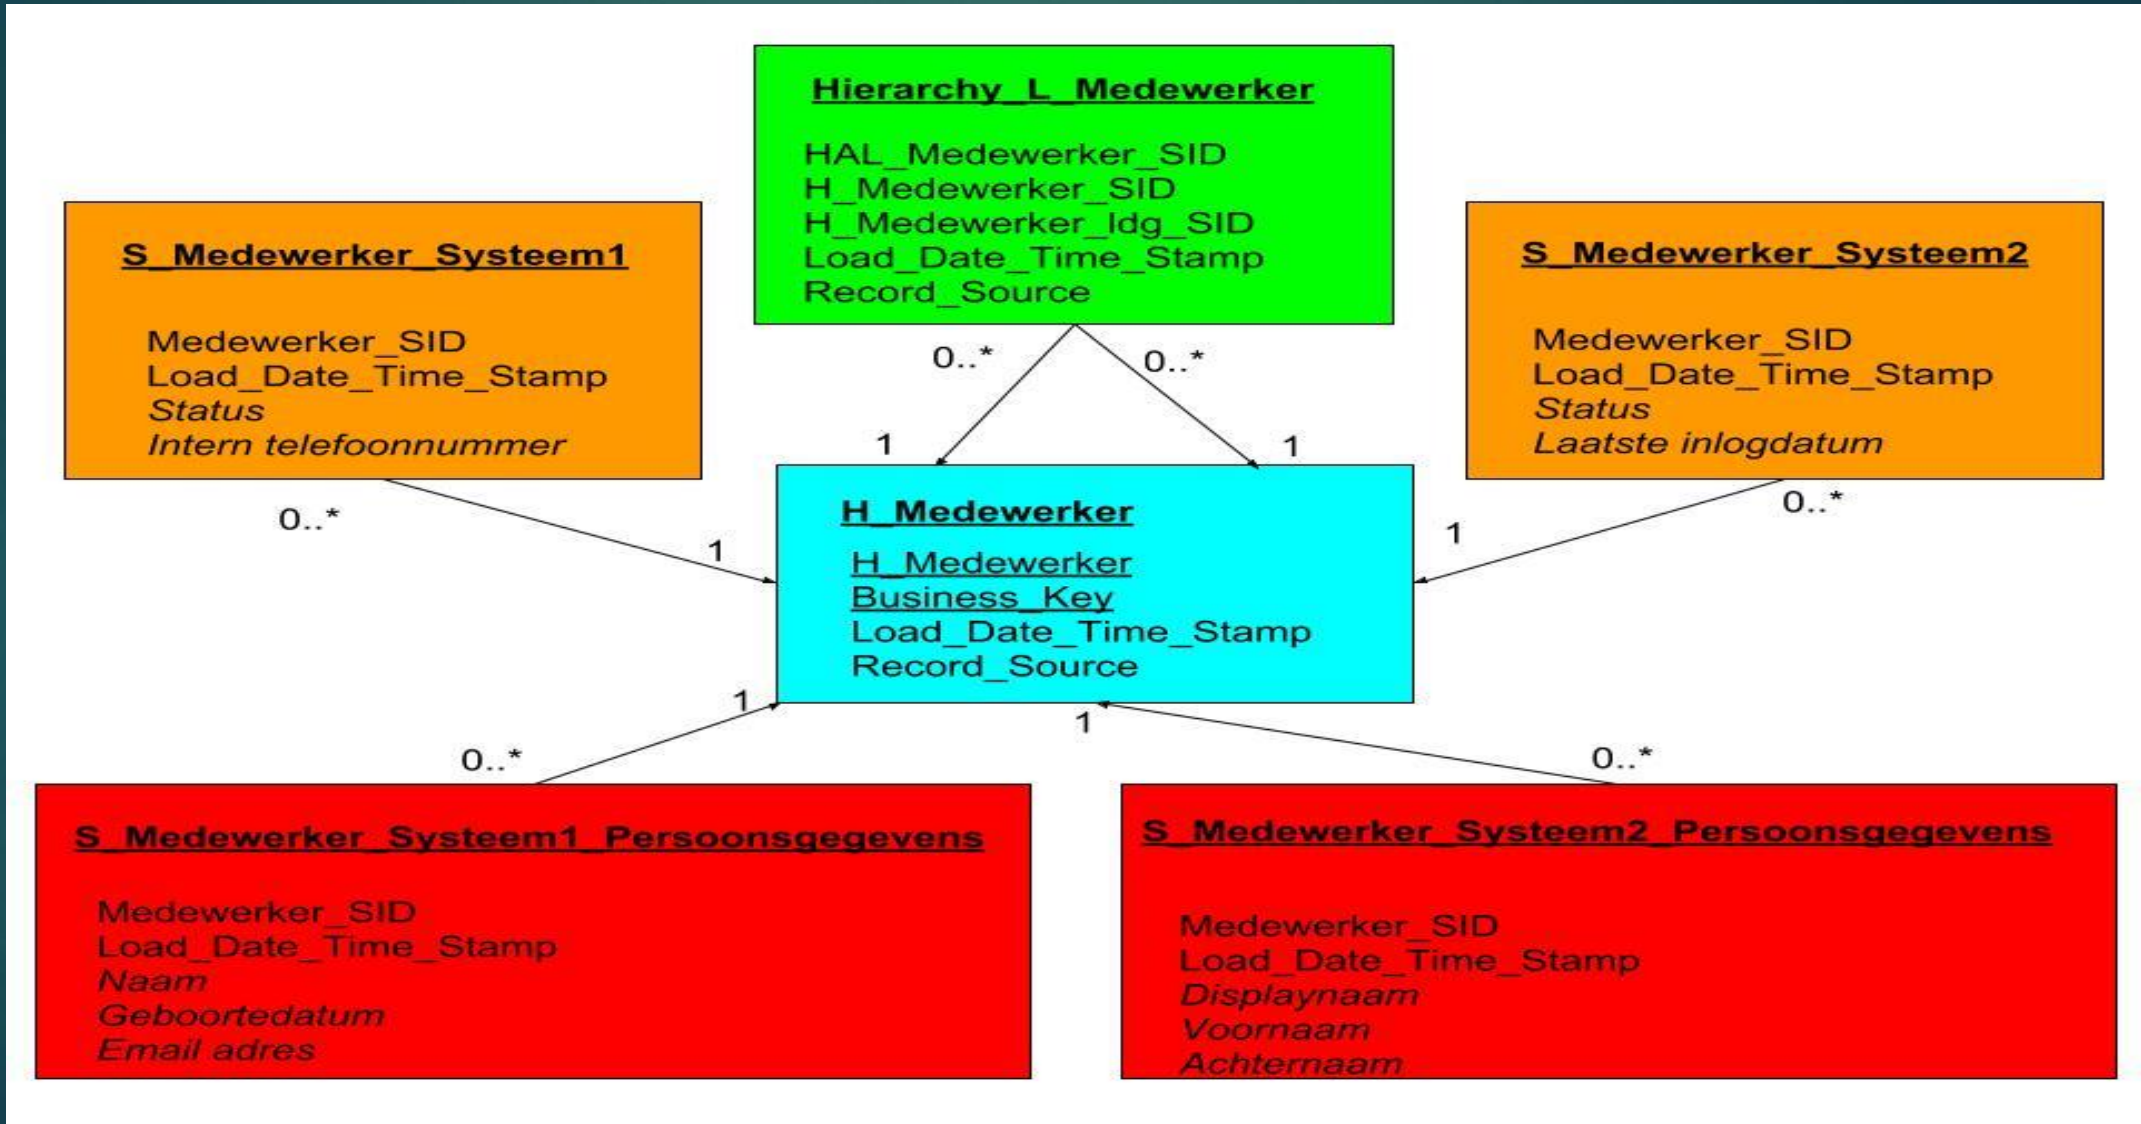 Hierarchy_L_Medewerker
HAL_Medewerker_SID
H_Medewerker_SID
H_Medewerker_ldg_SID
Load_Date_Time_Stamp
Record_Source
S_Medewerker_Systeem1
Medewerker_SID
Load_Date_Time_Stamp
Status
Intern telefoonnummer
S_Medewerker_Systeem2
Medewerker_SID
Load_Date_Time_Stamp
Status
Laatste inlogdatum
0..*
0..*
1
1
0..*
1
0..*
1
H_Medewerker
H_Medewerker
Business_Key
Load_Date_Time_Stamp
Record_Source
1
0..*
1
0..*
S_Medewerker_Systeem1_Persoonsgegevens
Medewerker_SID
Load_Date_Time_Stamp
Naam
Geboortedatum
Email adres
S_Medewerker_Systeem2_Persoonsgegevens
Medewerker_SID
Load_Date_Time_Stamp
Displaynaam
Voornaam
Achternaam